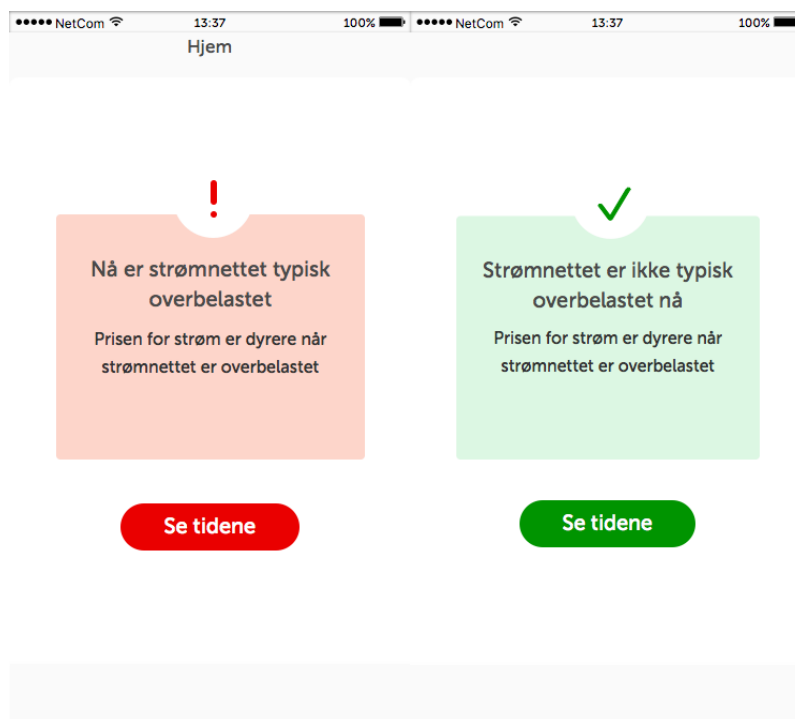 ●●●●● NetCom 13:37 100%
Hjem
!
Nå er strømnettet typisk
overbelastet
Prisen for strøm er dyrere når
strømnettet er overbelastet
Se tidene
●●●●● NetCom 13:37 100%
Strømnettet er ikke typisk
overbelastet nå
Prisen for strøm er dyrere når
strømnettet er overbelastet
Se tidene